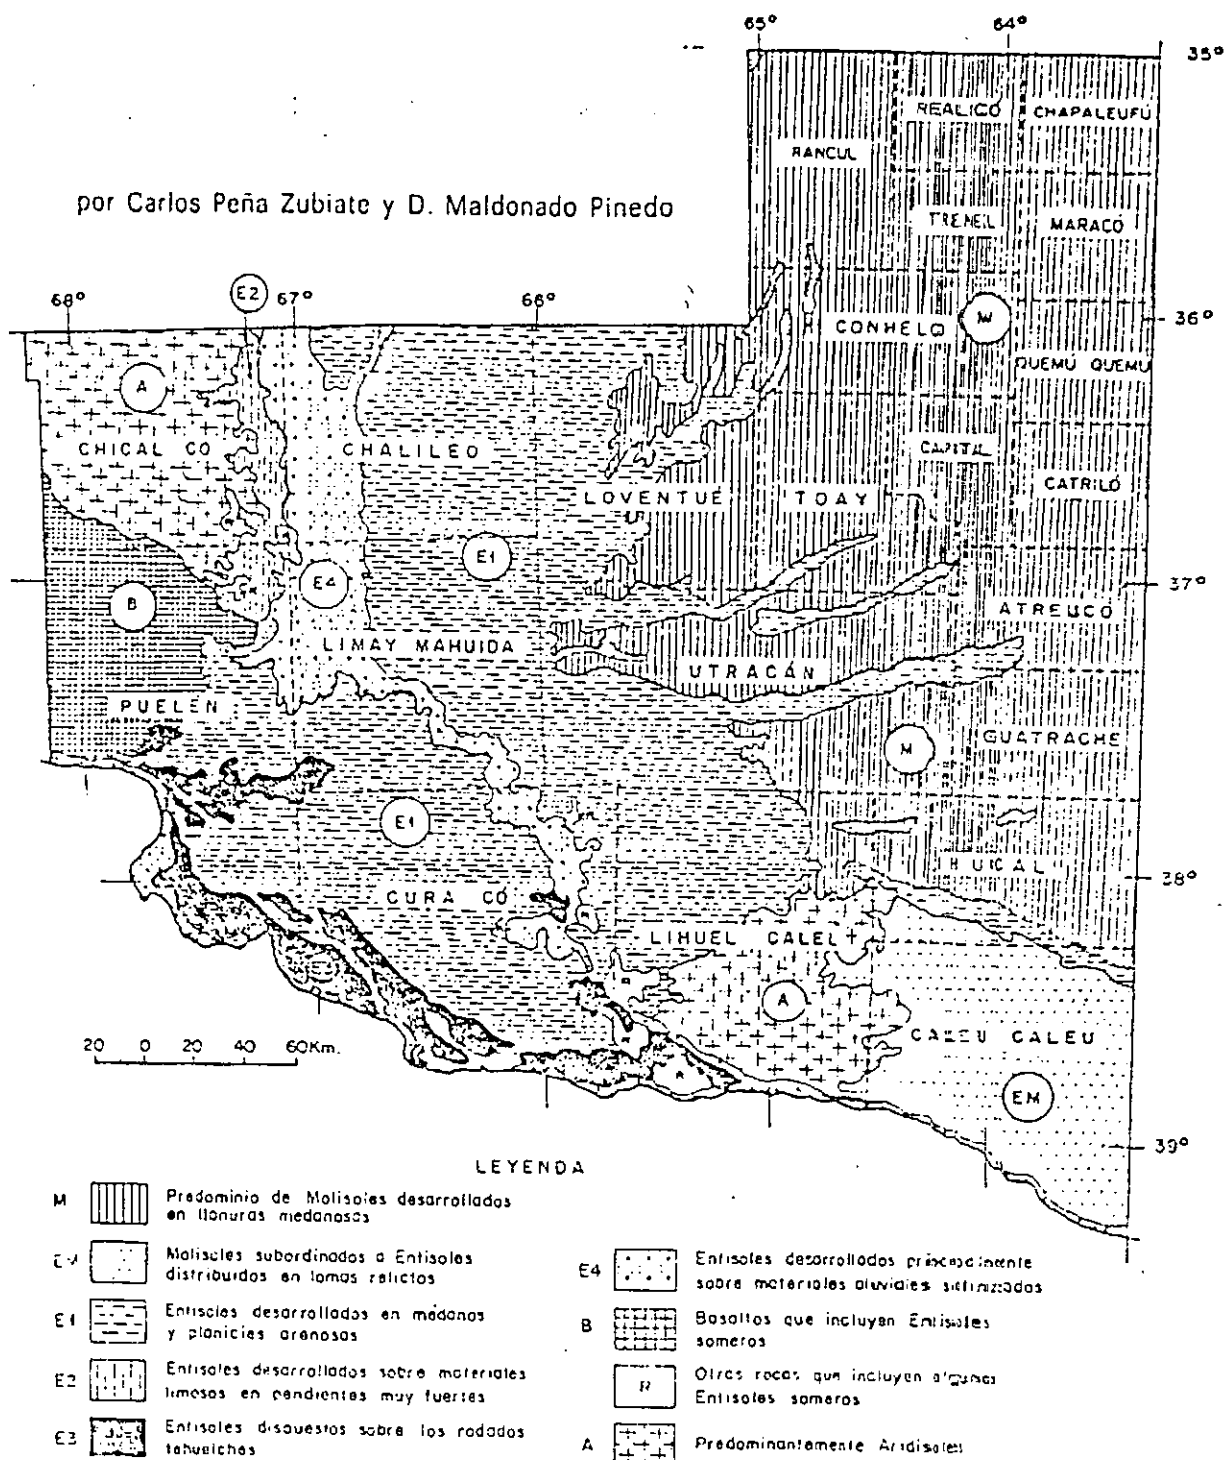 65°
64°
35°
REALICO
CHAPALEUFÚ
RANCUL
por Carlos Peña Zubiate y D. Maldonado Pinedo
TRENEL
MARACÓ
E2
68°
67°
66°
36°
CONHELO
M
QUEMÚ QUEMÚ
A
CHICAL CO
CHALILEO
CAPITAL
LOVENTUÉ
TOAY
CATRILÓ
E1
E4
37°
B
ATREUCO
LIMAY MAHUIDA
UTRACÁN
PUELÉN
M
GUATRACHE
E1
HUCAL
38°
CURA CÓ
LIHUEL CALEL
A
CALEU CALEU
20 0 20 40 60Km.
EM
39°
LEYENDA
M Predominio de Molisoles desarrollados
en llanuras medanosas
EM Molisoles subordinados a Entisoles
distribuidos en lomas relictos
E1 Entisoles desarrollados en médanos
y planicies arenosas
E2 Entisoles desarrollados sobre materiales
limosos en pendientes muy fuertes
E3 Entisoles dispuestos sobre los rodados
tehuelches
E4 Entisoles desarrollados principalmente
sobre materiales aluviales
B Basaltos que incluyen Entisoles
someros
R Otras rocas que incluyen algunos
Entisoles someros
A Predominantemente Aridisoles